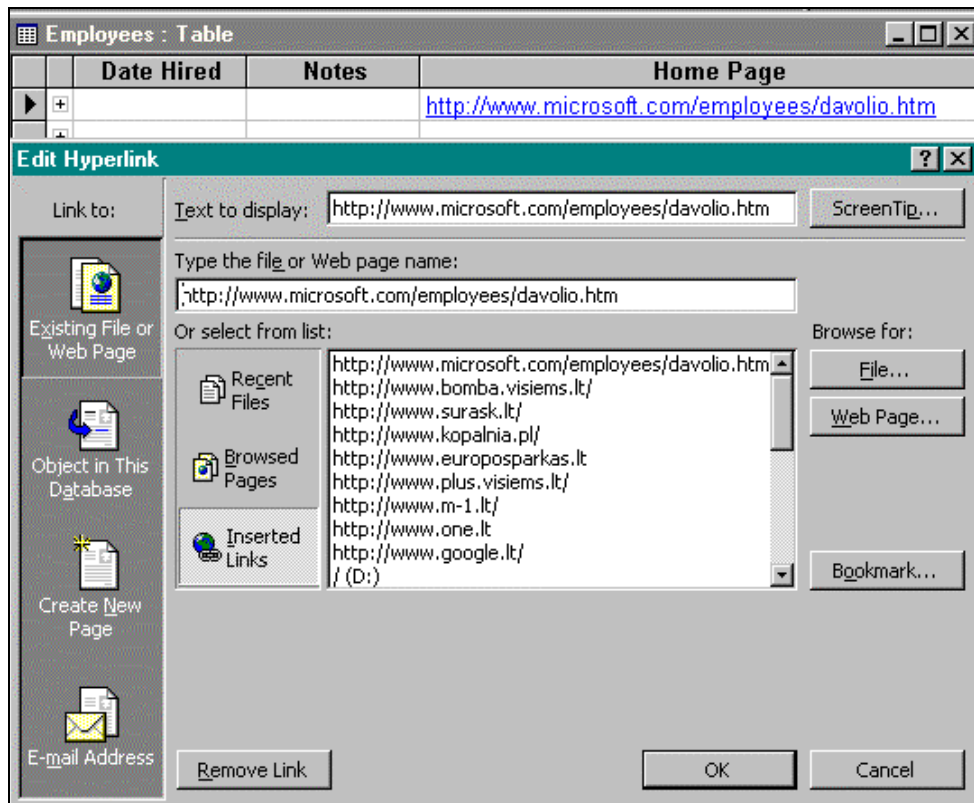 Employees : Table
Date Hired Notes Home Page
http://www.microsoft.com/employees/davolio.htm
Edit Hyperlink
Link to:
Text to display: http://www.microsoft.com/employees/davolio.htm ScreenTip...
Type the file or Web page name:
http://www.microsoft.com/employees/davolio.htm
Existing File or
Web Page
Or select from list:
Browse for:
Recent
Files
Browsed
Pages
Inserted
Links
http://www.microsoft.com/employees/davolio.htm
http://www.bomba.visiems.lt/
http://www.surask.lt/
http://www.kopalnia.pl/
http://www.europosparkas.lt
http://www.plus.visiems.lt/
http://www.m-1.lt/
http://www.one.lt
http://www.google.lt/
/ (D:)
File...
Web Page...
Bookmark...
Object in This
Database
Create New
Page
E-mail Address
Remove Link OK Cancel